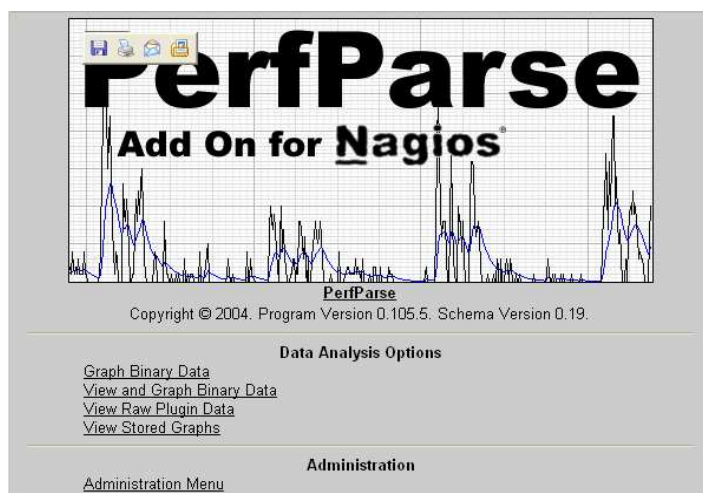 PerfParse
Add On for Nagios®
PerfParse
Copyright © 2004. Program Version 0.105.5. Schema Version 0.19.
Data Analysis Options
Graph Binary Data
View and Graph Binary Data
View Raw Plugin Data
View Stored Graphs
Administration
Administration Menu